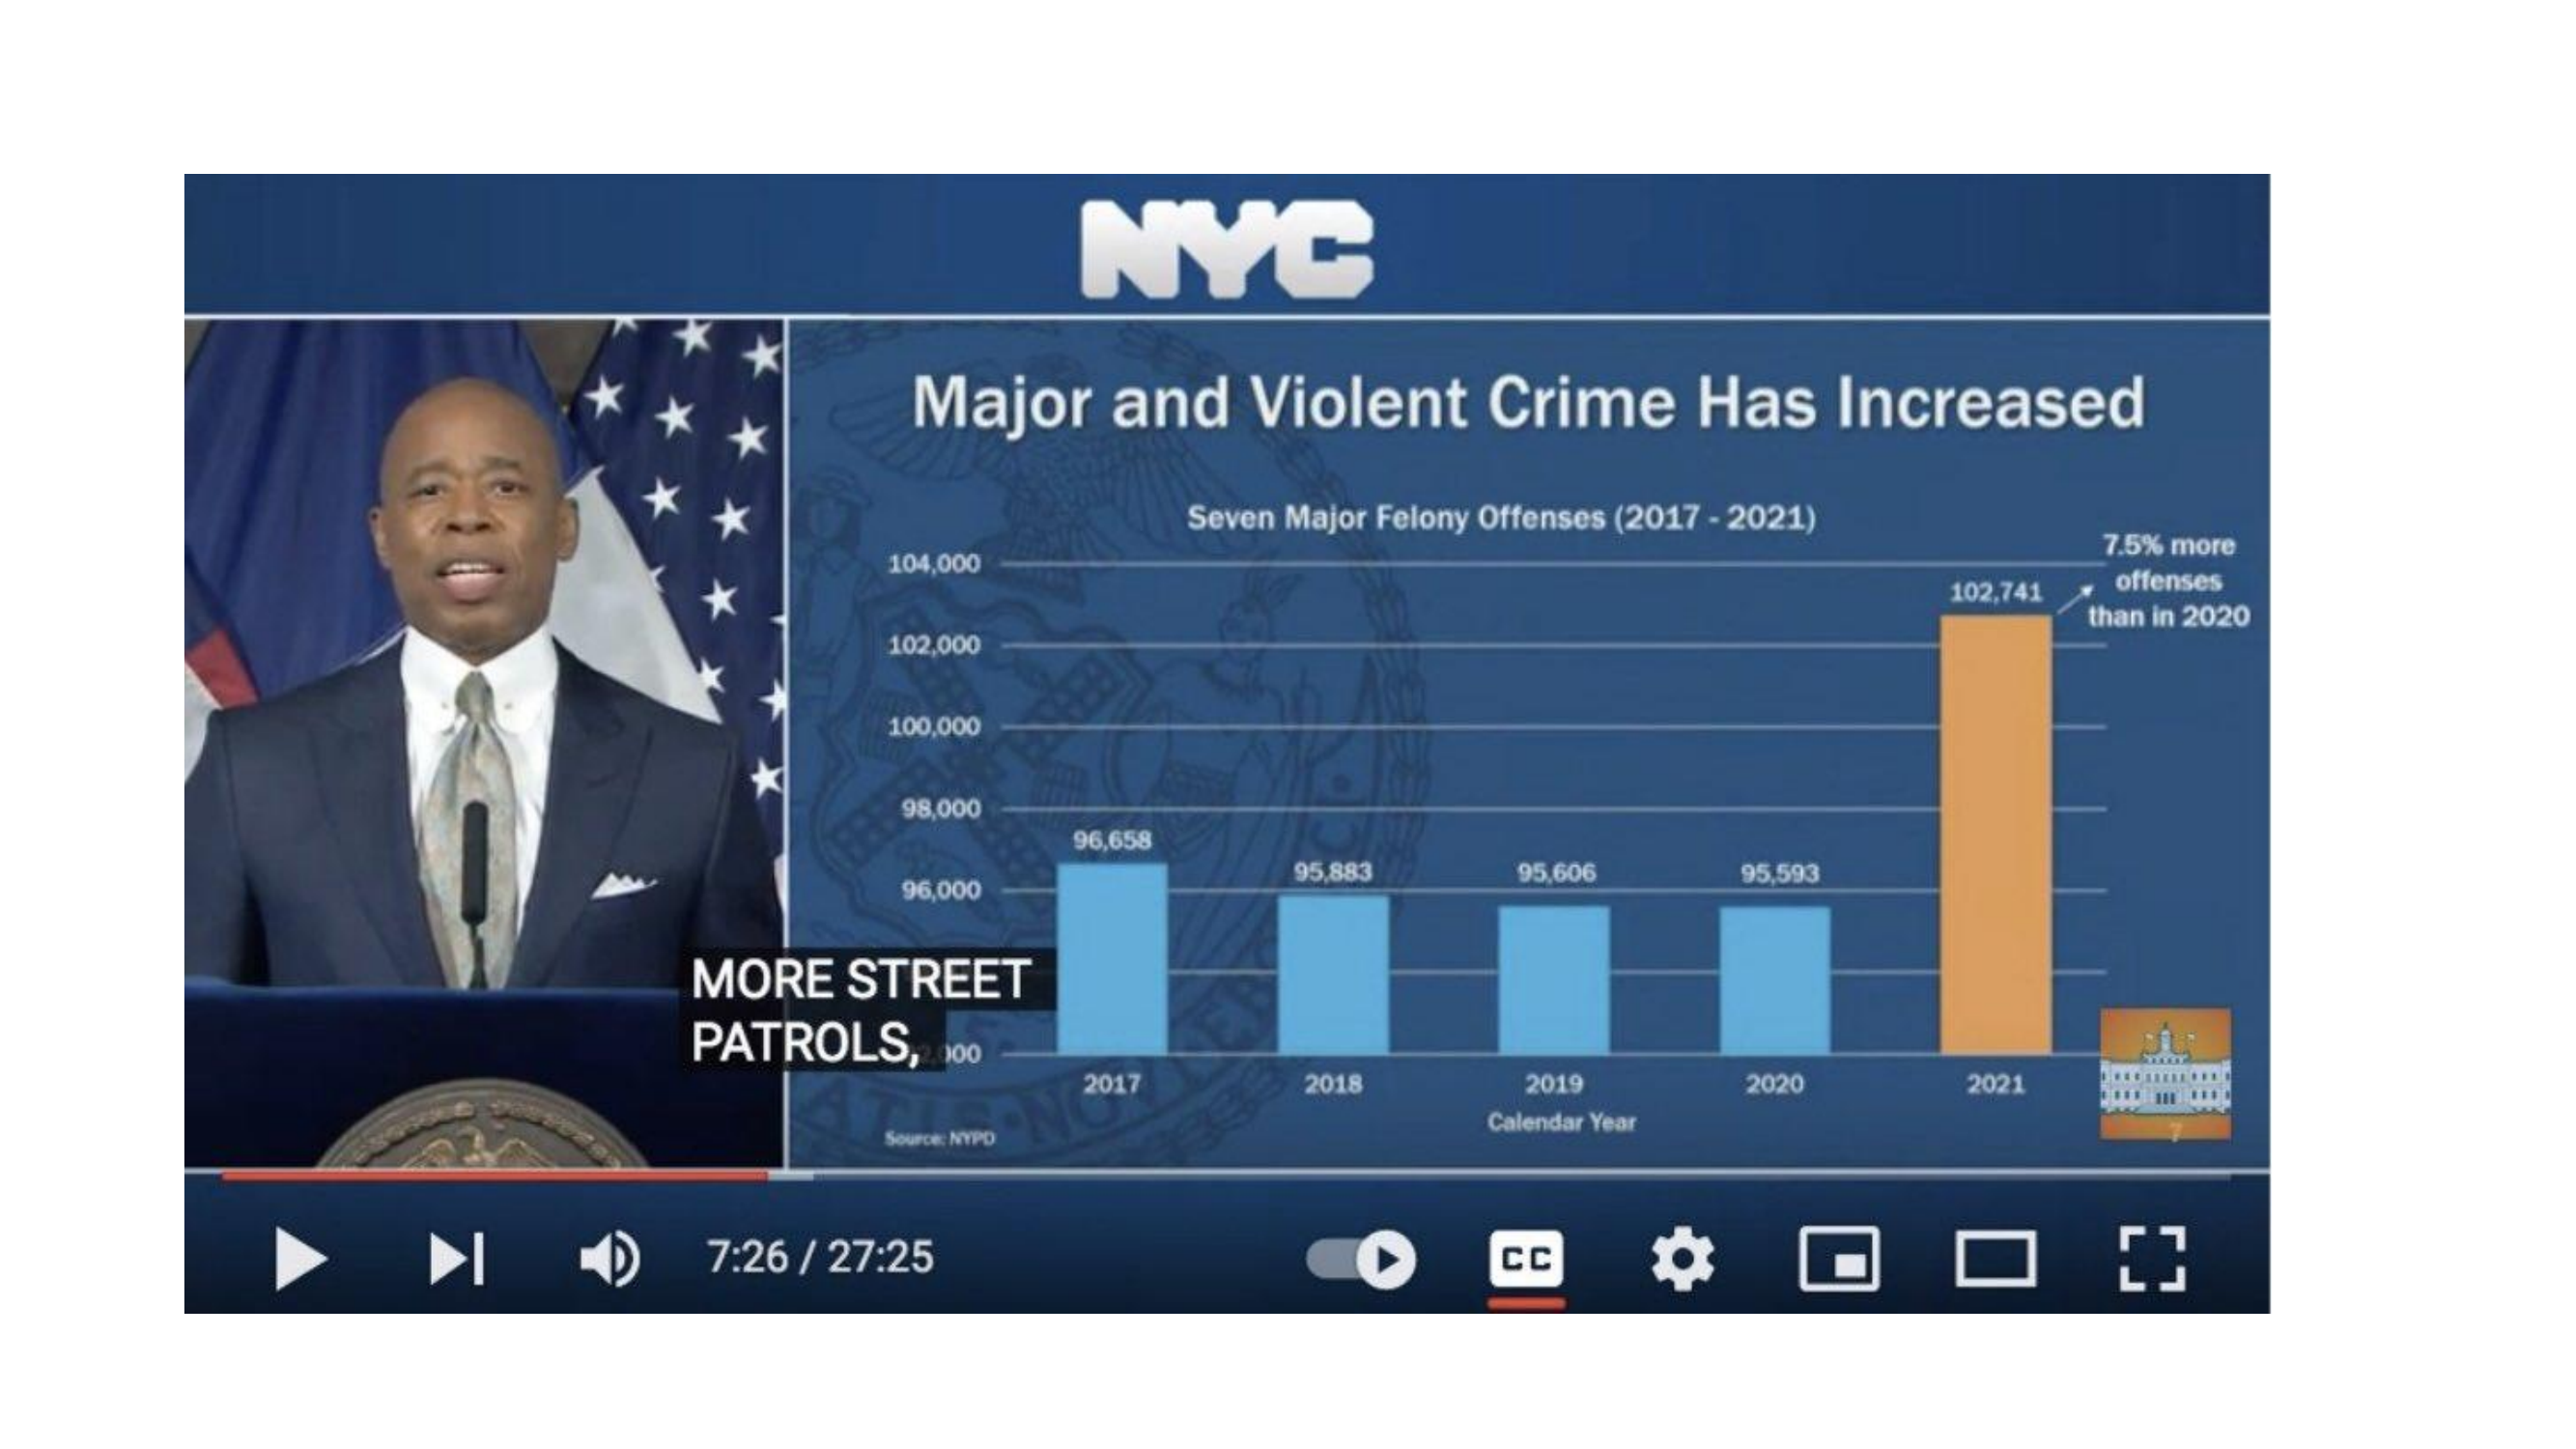 NYC
Major and Violent Crime Has Increased
Seven Major Felony Offenses (2017 - 2021)
7.5% more
offenses
than in 2020
104,000
102,000
100,000
98,000
96,000
000
96,658
95,883
95,606
95,593
102,741
2017
2018
2019
2020
2021
Calendar Year
Source: NYPD
7
MORE STREET
PATROLS,
7:26 / 27:25
CC